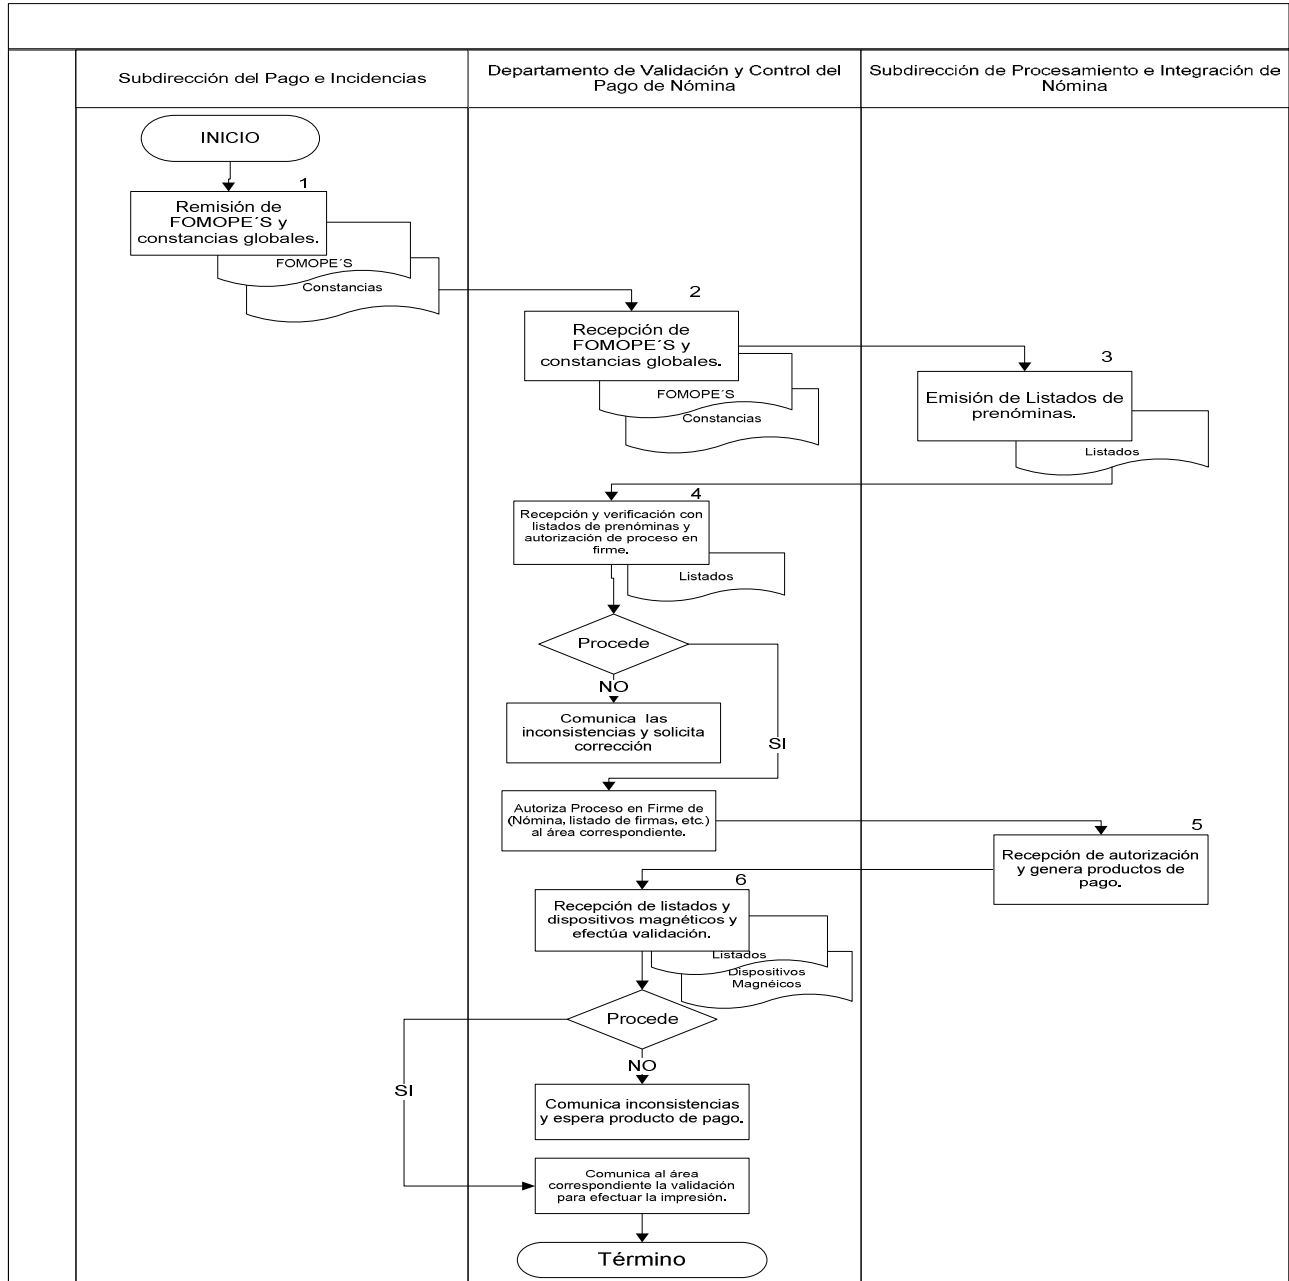 Subdirección del Pago e Incidencias
Departamento de Validación y Control del
Pago de Nómina
Subdirección de Procesamiento e Integración de
Nómina
INICIO
1
Remisión de
FOMOPE´S y
constancias globales.
FOMOPE´S
Constancias
2
Recepción de
FOMOPE´S y
constancias globales.
FOMOPE´S
Constancias
3
Emisión de Listados de
prenóminas.
Listados
4
Recepción y verificación con
listados de prenóminas y
autorización de proceso en
firme.
Listados
Procede
NO
Comunica las
inconsistencias y solicita
corrección
SI
Autoriza Proceso en Firme de
(Nómina, listado de firmas, etc.)
al área correspondiente.
5
Recepción de autorización
y genera productos de
pago.
6
Recepción de listados y
dispositivos magnéticos y
efectúa validación.
Listados
Dispositivos
Magnéicos
Procede
NO
SI
Comunica inconsistencias
y espera producto de pago.
Comunica al área
correspondiente la validación
para efectuar la impresión.
Término